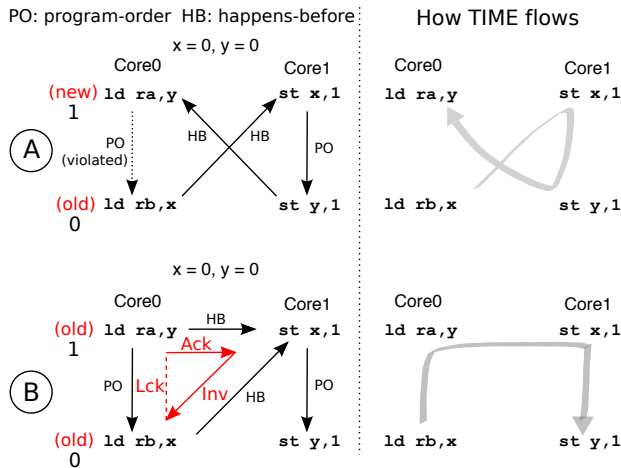 PO: program-order HB: happens-before
How TIME flows
x = 0, y = 0
Core0
Core1
Core0
Core1
(new) ld ra,y
st x,1
ld ra,y
st x,1
1
A
PO
(violated)
HB
HB
PO
(old) ld rb,x
st y,1
ld rb,x
st y,1
0
x = 0, y = 0
Core0
Core1
Core0
Core1
(old) ld ra,y
HB
st x,1
ld ra,y
st x,1
1
Ack
B
PO
Lck
Inv
HB
PO
(old) ld rb,x
st y,1
ld rb,x
st y,1
0